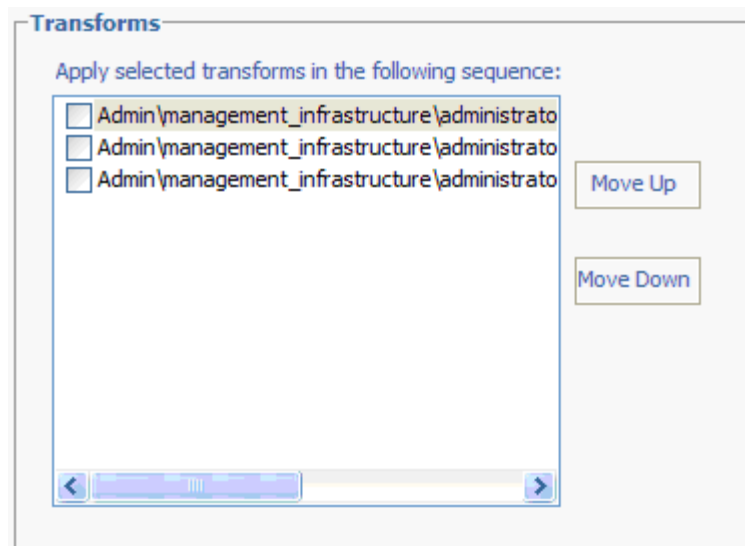 Transforms
Apply selected transforms in the following sequence:
Admin\management_infrastructure\administrato
Admin\management_infrastructure\administrato
Admin\management_infrastructure\administrato
Move Up
Move Down